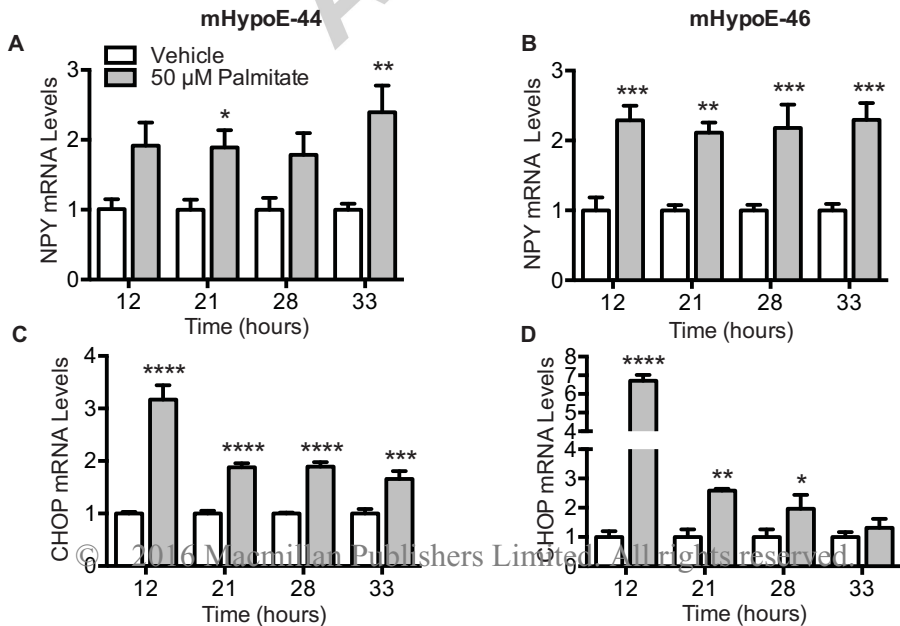 mHypoE-44
mHypoE-46
A
Vehicle
50 µM Palmitate
NPY mRNA Levels
3
2
1
0
*
**
12 21 28 33
Time (hours)
B
NPY mRNA Levels
3
2
1
0
***
**
***
***
12 21 28 33
Time (hours)
C
CHOP mRNA Levels
4
3
2
1
0
****
****
****
***
12 21 28 33
Time (hours)
D
CHOP mRNA Levels
8
7
6
5
4
4
3
2
1
0
****
**
*
12 21 28 33
Time (hours)
© 2016 Macmillan Publishers Limited. All rights reserved.